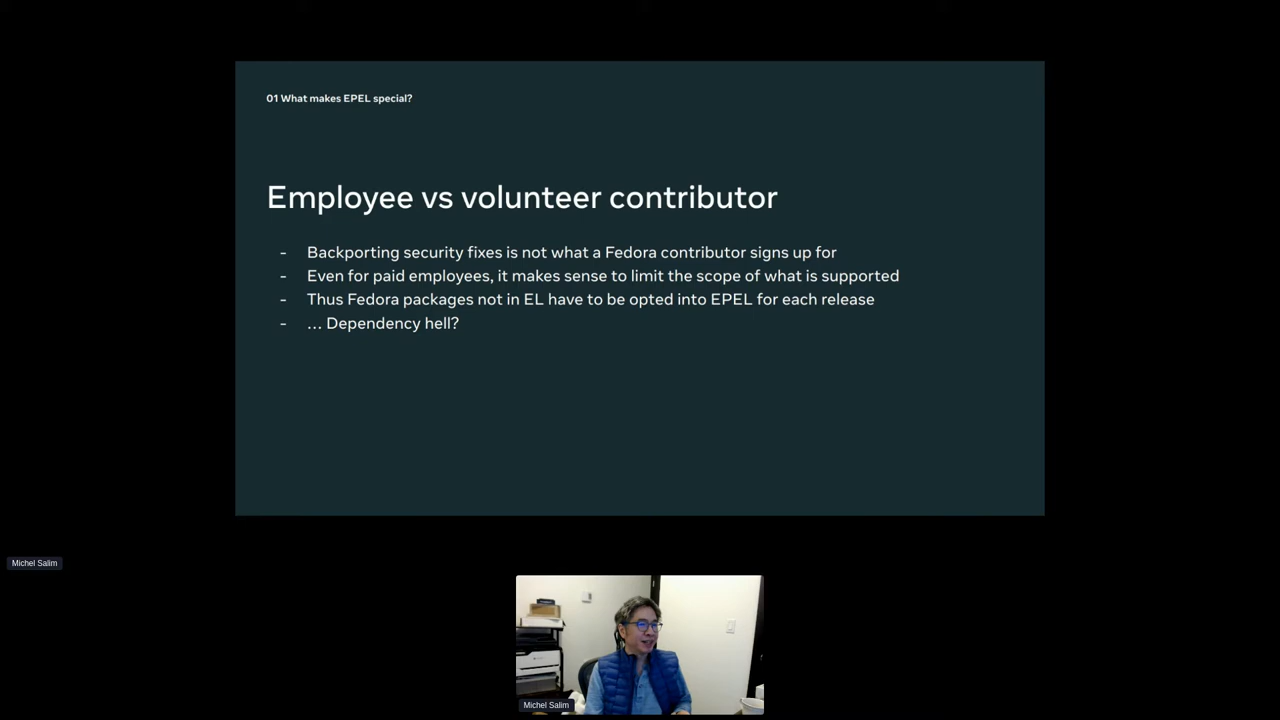 01 What makes EPEL special?
Employee vs volunteer contributor
- Backporting security fixes is not what a Fedora contributor signs up for
- Even for paid employees, it makes sense to limit the scope of what is supported
- Thus Fedora packages not in EL have to be opted into EPEL for each release
- … Dependency hell?
Michel Salim
Michel Salim